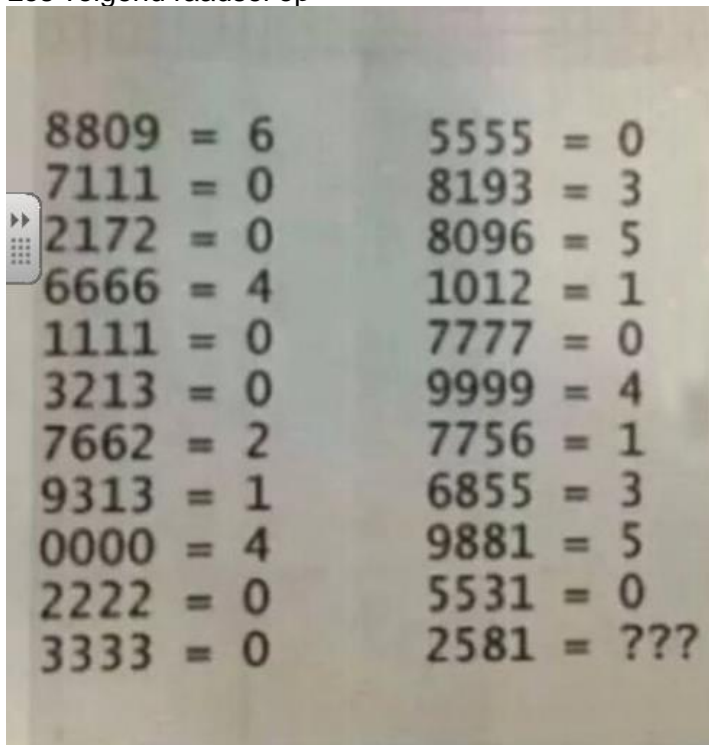 8809 = 6
7111 = 0
2172 = 0
6666 = 4
1111 = 0
3213 = 0
7662 = 2
9313 = 1
0000 = 4
2222 = 0
3333 = 0
5555 = 0
8193 = 3
8096 = 5
1012 = 1
7777 = 0
9999 = 4
7756 = 1
6855 = 3
9881 = 5
5531 = 0
2581 = ???